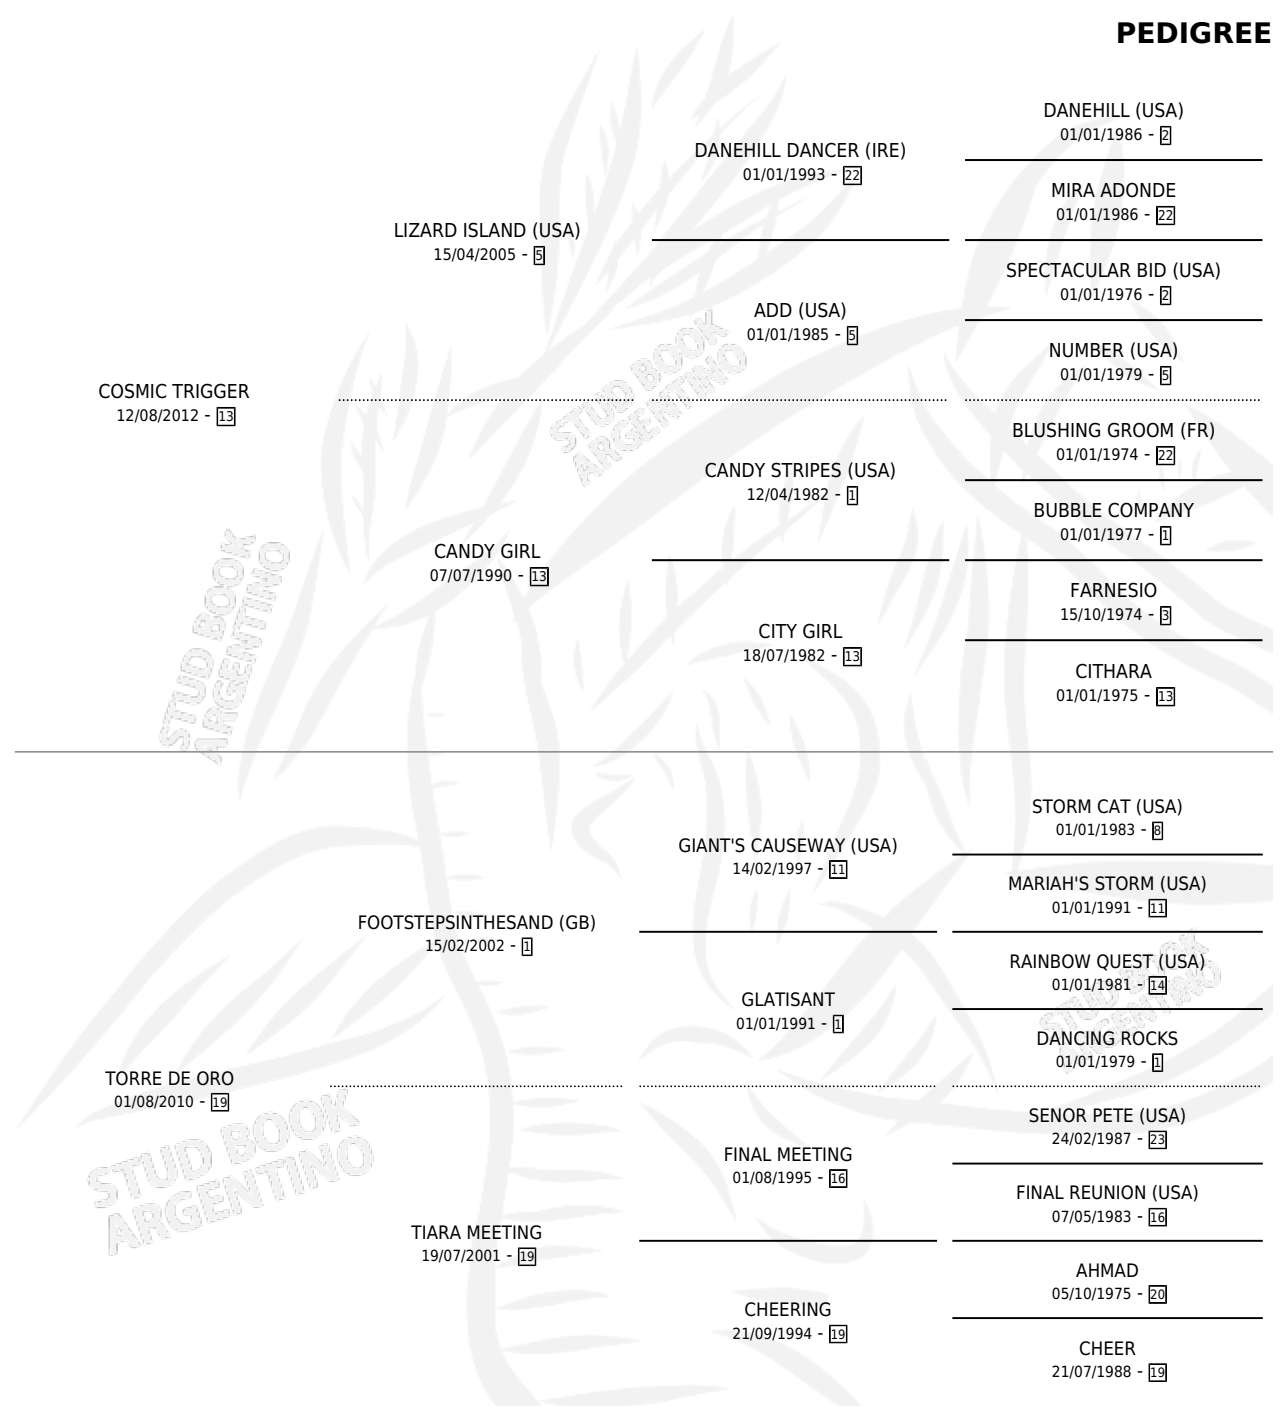 PEDIGREE
DANEHILL (USA)
01/01/1986 - 2
DANEHILL DANCER (IRE)
01/01/1993 - 22
MIRA ADONDE
01/01/1986 - 22
LIZARD ISLAND (USA)
15/04/2005 - 5
SPECTACULAR BID (USA)
01/01/1976 - 2
ADD (USA)
01/01/1985 - 5
NUMBER (USA)
01/01/1979 - 5
COSMIC TRIGGER
12/08/2012 - 13
BLUSHING GROOM (FR)
01/01/1974 - 22
CANDY STRIPES (USA)
12/04/1982 - 1
BUBBLE COMPANY
01/01/1977 - 1
CANDY GIRL
07/07/1990 - 13
FARNESIO
15/10/1974 - 3
CITY GIRL
18/07/1982 - 13
CITHARA
01/01/1975 - 13
STORM CAT (USA)
01/01/1983 - 8
GIANT'S CAUSEWAY (USA)
14/02/1997 - 11
MARIAH'S STORM (USA)
01/01/1991 - 11
FOOTSTEPSINTHESAND (GB)
15/02/2002 - 1
RAINBOW QUEST (USA)
01/01/1981 - 14
GLATISANT
01/01/1991 - 1
DANCING ROCKS
01/01/1979 - 1
TORRE DE ORO
01/08/2010 - 19
SENOR PETE (USA)
24/02/1987 - 23
FINAL MEETING
01/08/1995 - 16
FINAL REUNION (USA)
07/05/1983 - 16
TIARA MEETING
19/07/2001 - 19
AHMAD
05/10/1975 - 20
CHEERING
21/09/1994 - 19
CHEER
21/07/1988 - 19
STUD BOOK
ARGENTINO
STUD BOOK
ARGENTINO
STUD BOOK
ARGENTINO
STUD BOOK
ARGENTINO